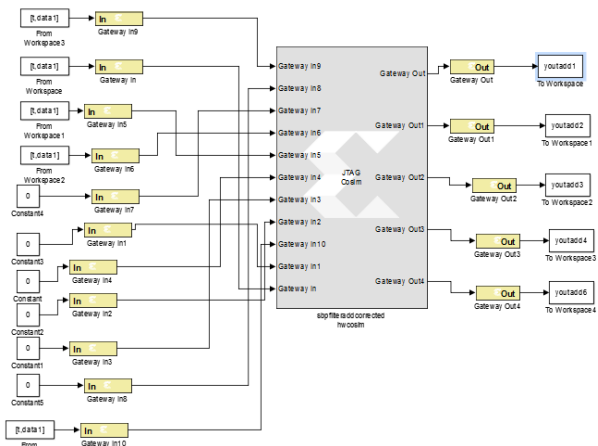 [t,data1]
In
Gateway In9
From
Workspace3
[t,data1]
In
Gateway In
From
Workspace
[t,data1]
In
Gateway In5
From
Workspace1
[t,data1]
In
Gateway In6
From
Workspace2
0
In
Gateway In7
Constant4
0
In
Gateway In1
Constant3
0
In
Gateway In4
Constant
0
In
Gateway In2
Constant2
0
In
Gateway In3
Constant1
0
In
Gateway In8
Constant5
[t,data1]
In
Gateway In10
From
Gateway In9
Gateway In8
Gateway In7
Gateway In6
Gateway In5
Gateway In4
Gateway In3
Gateway In2
Gateway In10
Gateway In1
Gateway In
JTAG
Cosim
Gateway Out
Gateway Out1
Gateway Out2
Gateway Out3
Gateway Out4
sbpfilteradd corrected
hwcosim
Out
Gateway Out
youtadd1
To Workspace
Out
Gateway Out1
youtadd2
To Workspace1
Out
Gateway Out2
youtadd3
To Workspace2
Out
Gateway Out3
youtadd4
To Workspace3
Out
Gateway Out4
youtadd6
To Workspace4